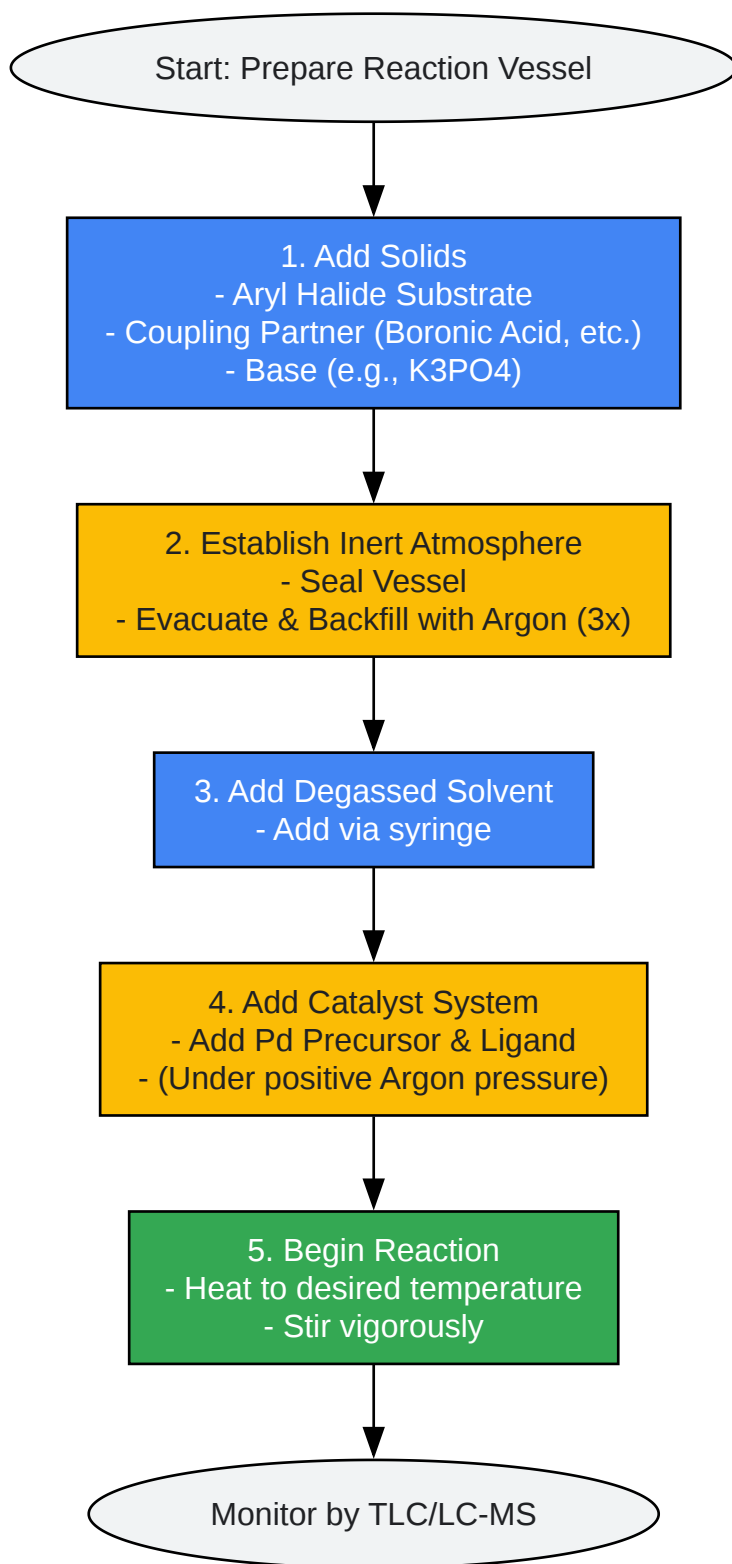 Start: Prepare Reaction Vessel
1. Add Solids
- Aryl Halide Substrate
- Coupling Partner (Boronic Acid, etc.)
- Base (e.g., K3PO4)
2. Establish Inert Atmosphere
- Seal Vessel
- Evacuate & Backfill with Argon (3x)
3. Add Degassed Solvent
- Add via syringe
4. Add Catalyst System
- Add Pd Precursor & Ligand
- (Under positive Argon pressure)
5. Begin Reaction
- Heat to desired temperature
- Stir vigorously
Monitor by TLC/LC-MS